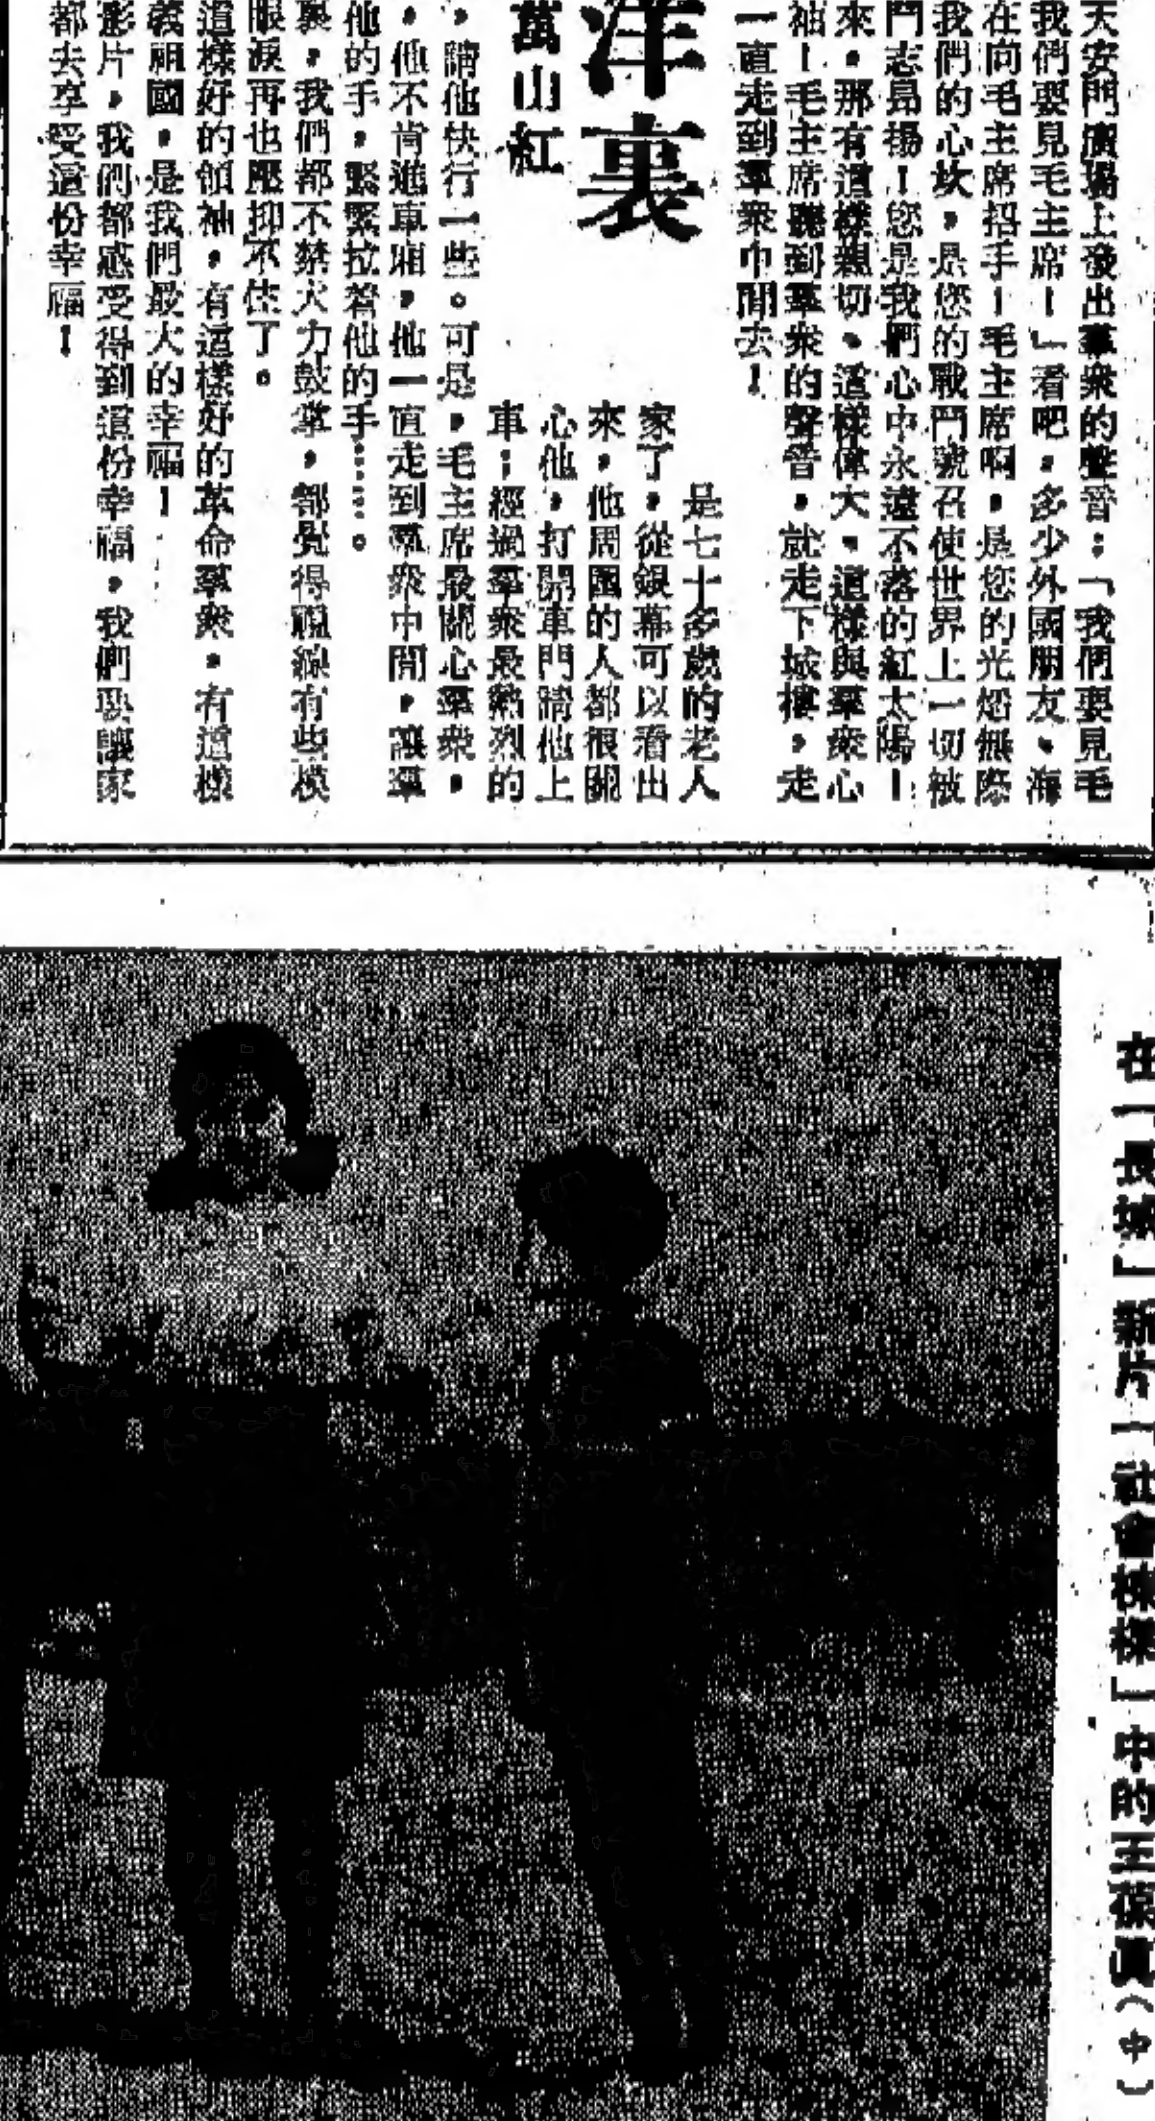 天安門廣場上發出羣衆的聲音：「我們要見毛
我們要見毛主席！」看吧，多少外國朋友、海
在向毛主席招手！毛主席啊，是您的光焰無際
我們的心坎，是您的戰鬥號召使世界上一切被
鬥志昂揚！您是我們心中永遠不落的紅太陽！
來，那有這樣親切、這樣偉大、這樣與羣衆心
袖！毛主席聽到羣衆的聲音，就走下城樓，走
一直走到羣衆中間去！
洋裏
萬山紅
是七十多歲的老人
家了，從銀幕可以看出
來，他周圍的人都很關
心他，打開車門請他上
車；經過羣衆最熱烈的
，請他快行一些。可是，毛主席最關心羣衆，
，他不肯進車廂，他一直走到羣衆中間，讓羣
他的手，緊緊拉着他的手……。
裏，我們都不禁大力鼓掌，都覺得視線有些模
眼淚再也壓抑不住了。
這樣好的領袖，有這樣好的革命羣衆，有這樣
義祖國，是我們最大的幸福！
影片，我們都感受得到這份幸福，我們要讓家
都去享受這份幸福！
在「長城」新片「社會棟樑」中的王葆眞（中）